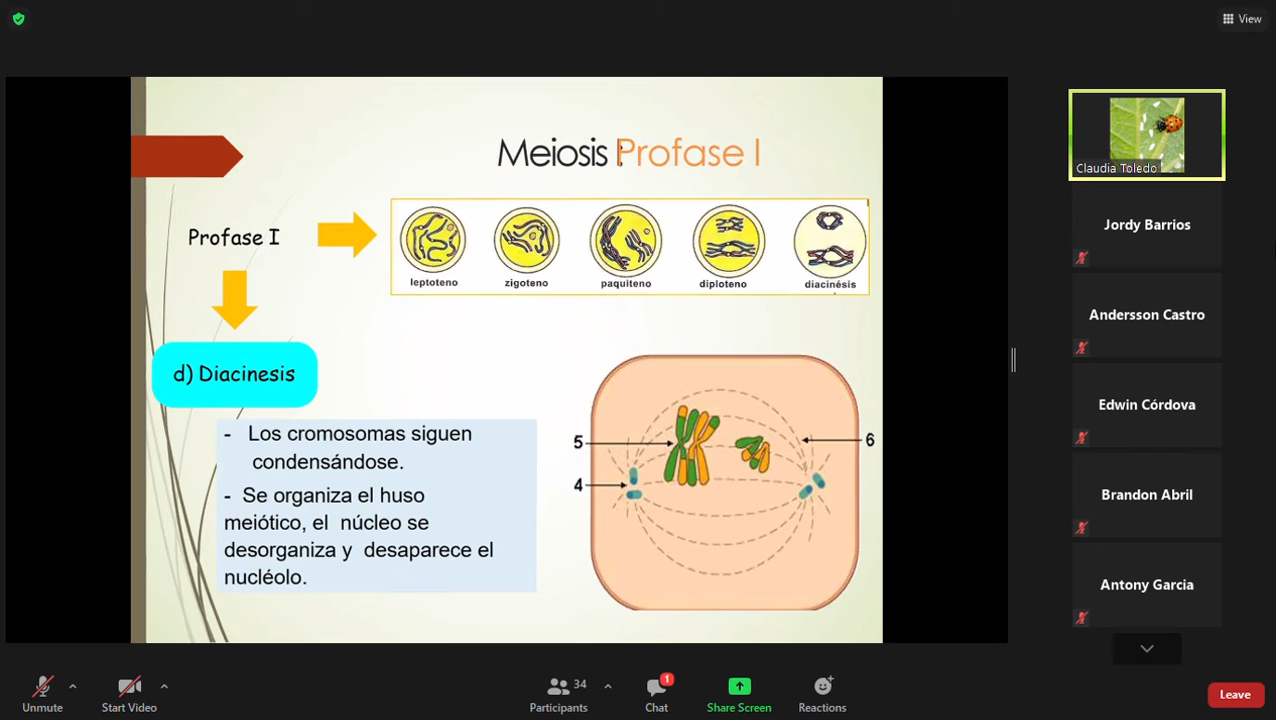 View
Meiosis I:Profase I
Profase I
leptoteno
zigoteno
paquiteno
diploteno
diacinésis
d) Diacinesis
- Los cromosomas siguen
condensándose.
- Se organiza el huso
meiótico, el núcleo se
desorganiza y desaparece el
nucléolo.
5
4
6
Claudia Toledo
Jordy Barrios
Andersson Castro
Edwin Córdova
Brandon Abril
Antony Garcia
Unmute
Start Video
34
Participants
1
Chat
Share Screen
Reactions
Leave